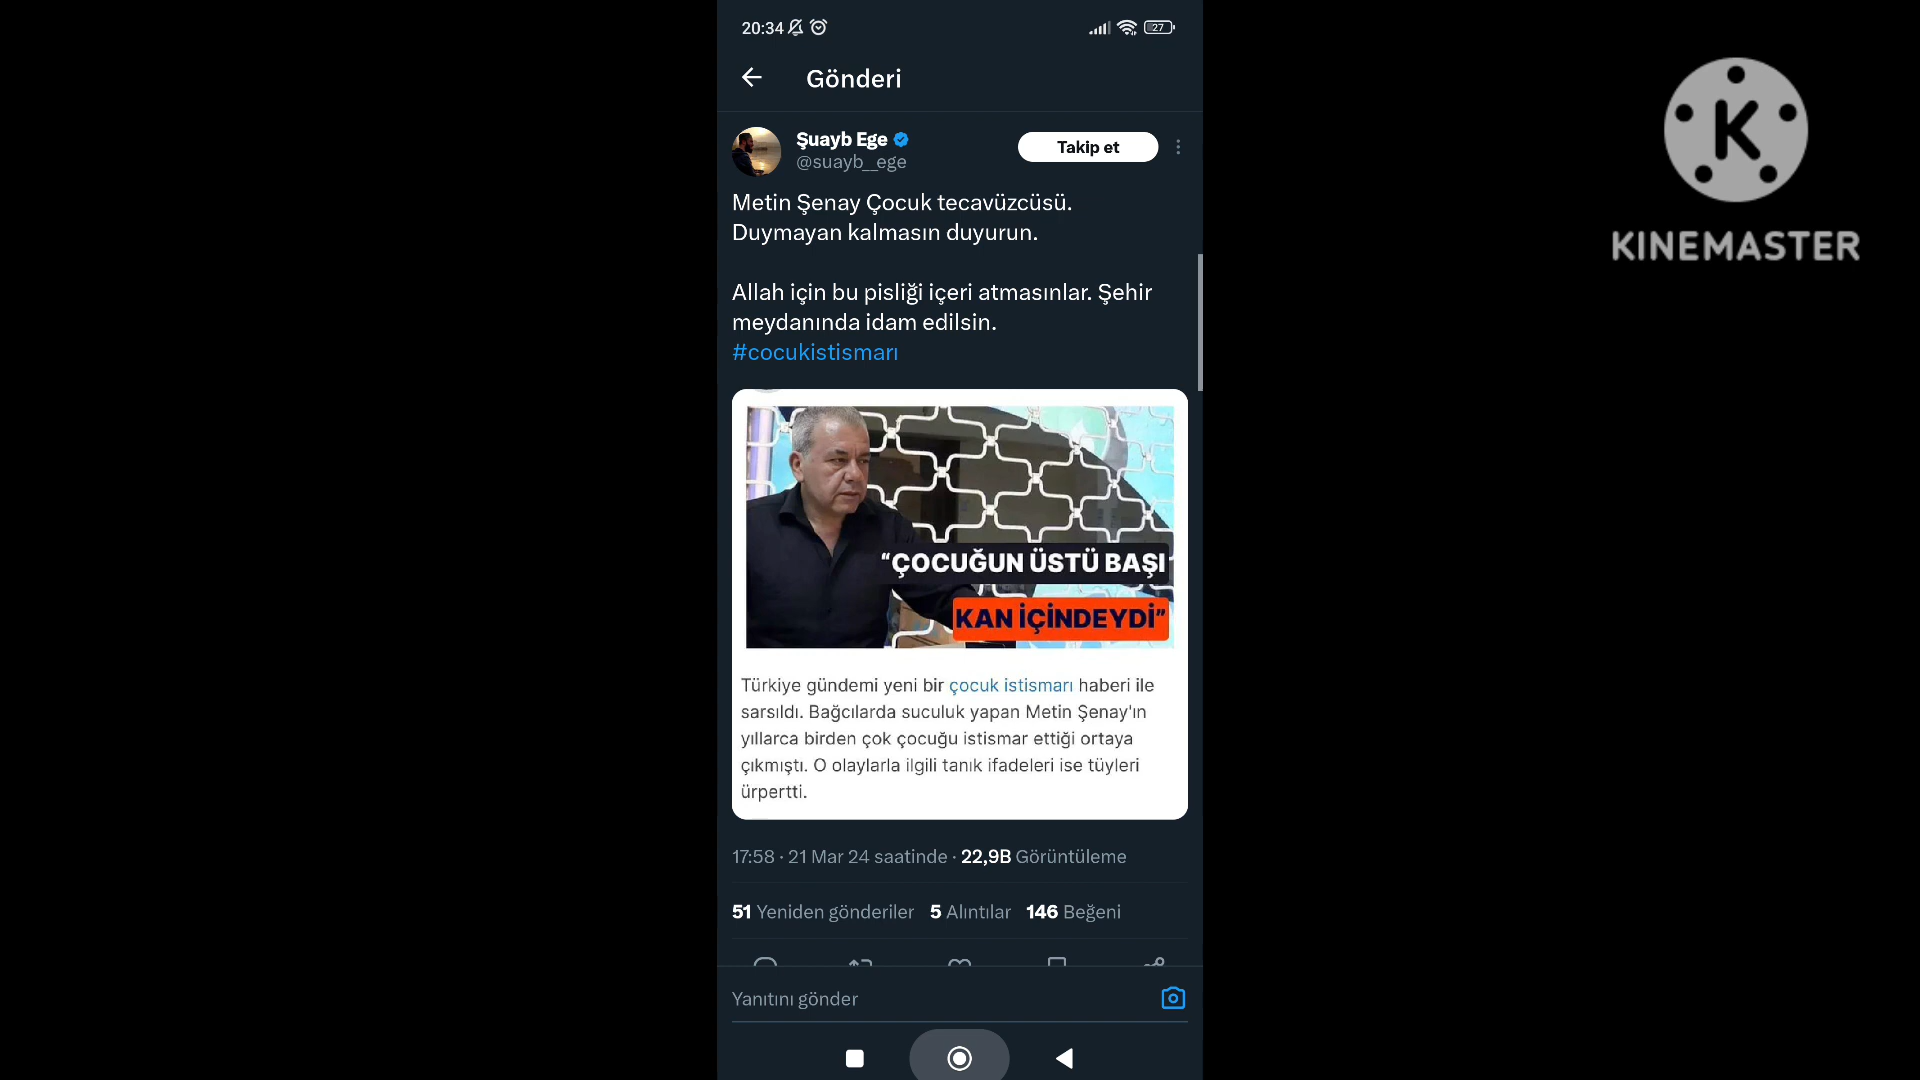 20:34
27
Gönderi
Şuayb Ege
@suayb__ege
Takip et
Metin Şenay Çocuk tecavüzcüsü.
Duymayan kalmasın duyurun.
Allah için bu pisliği içeri atmasınlar. Şehir
meydanında idam edilsin.
#cocukistismarı
“ÇOCUĞUN ÜSTÜ BAŞI
KAN İÇİNDEYDİ”
Türkiye gündemi yeni bir çocuk istismarı haberi ile
sarsıldı. Bağcılarda suculuk yapan Metin Şenay'ın
yıllarca birden çok çocuğu istismar ettiği ortaya
çıkmıştı. O olaylarla ilgili tanık ifadeleri ise tüyleri
ürpertti.
17:58 · 21 Mar 24 saatinde · 22,9B Görüntüleme
51 Yeniden gönderiler 5 Alıntılar 146 Beğeni
Yanıtını gönder
K
KINEMASTER